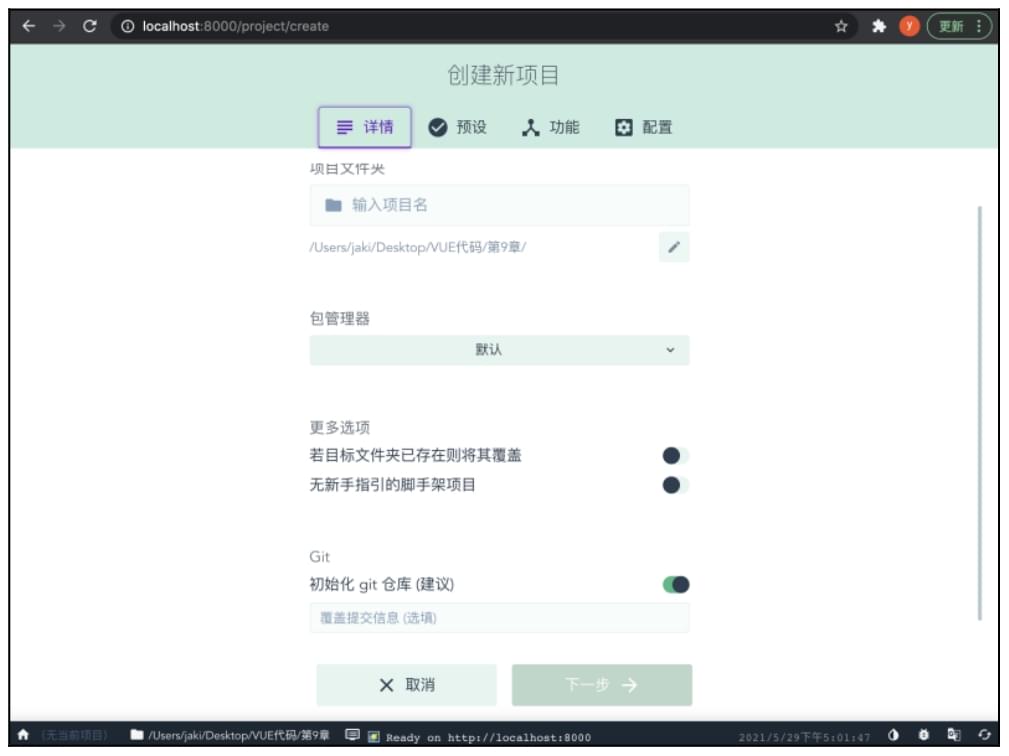 localhost:8000/project/create
更新
创建新项目
详情 预设 功能 配置
项目文件夹
输入项目名
/Users/jaki/Desktop/VUE代码/第9章/
包管理器
默认
更多选项
若目标文件夹已存在则将其覆盖
无新手指引的脚手架项目
Git
初始化 git 仓库 (建议)
覆盖提交信息 (选填)
取消 下一步
(无当前项目) /Users/jaki/Desktop/VUE代码/第9章 Ready on http://localhost:8000 2021/5/29下午5:01:47